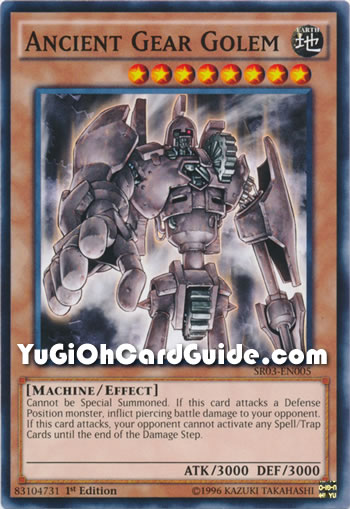 ANCIENT GEAR GOLEM
EARTH
地
YuGiOhCardGuide.com
SR03-EN005
[MACHINE/EFFECT]
Cannot be Special Summoned. If this card attacks a Defense
Position monster, inflict piercing battle damage to your opponent.
If this card attacks, your opponent cannot activate any Spell/Trap
Cards until the end of the Damage Step.
ATK/3000 DEF/3000
83104731 1st Edition ©1996 KAZUKI TAKAHASHI